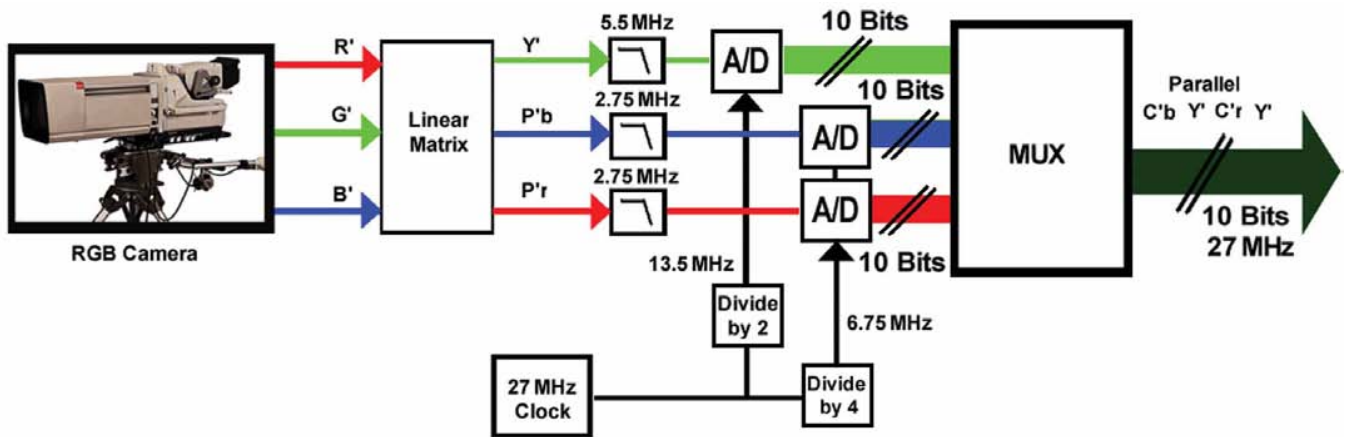 5.5 MHz
10 Bits
R'
Y'
A/D
10 Bits
Parallel
C'b Y' C'r Y'
2.75 MHz
G'
Linear
Matrix
P'b
A/D
MUX
2.75 MHz
B'
P'r
A/D
10 Bits
27 MHz
RGB Camera
13.5 MHz
10 Bits
Divide
by 2
6.75 MHz
27 MHz
Clock
Divide
by 4